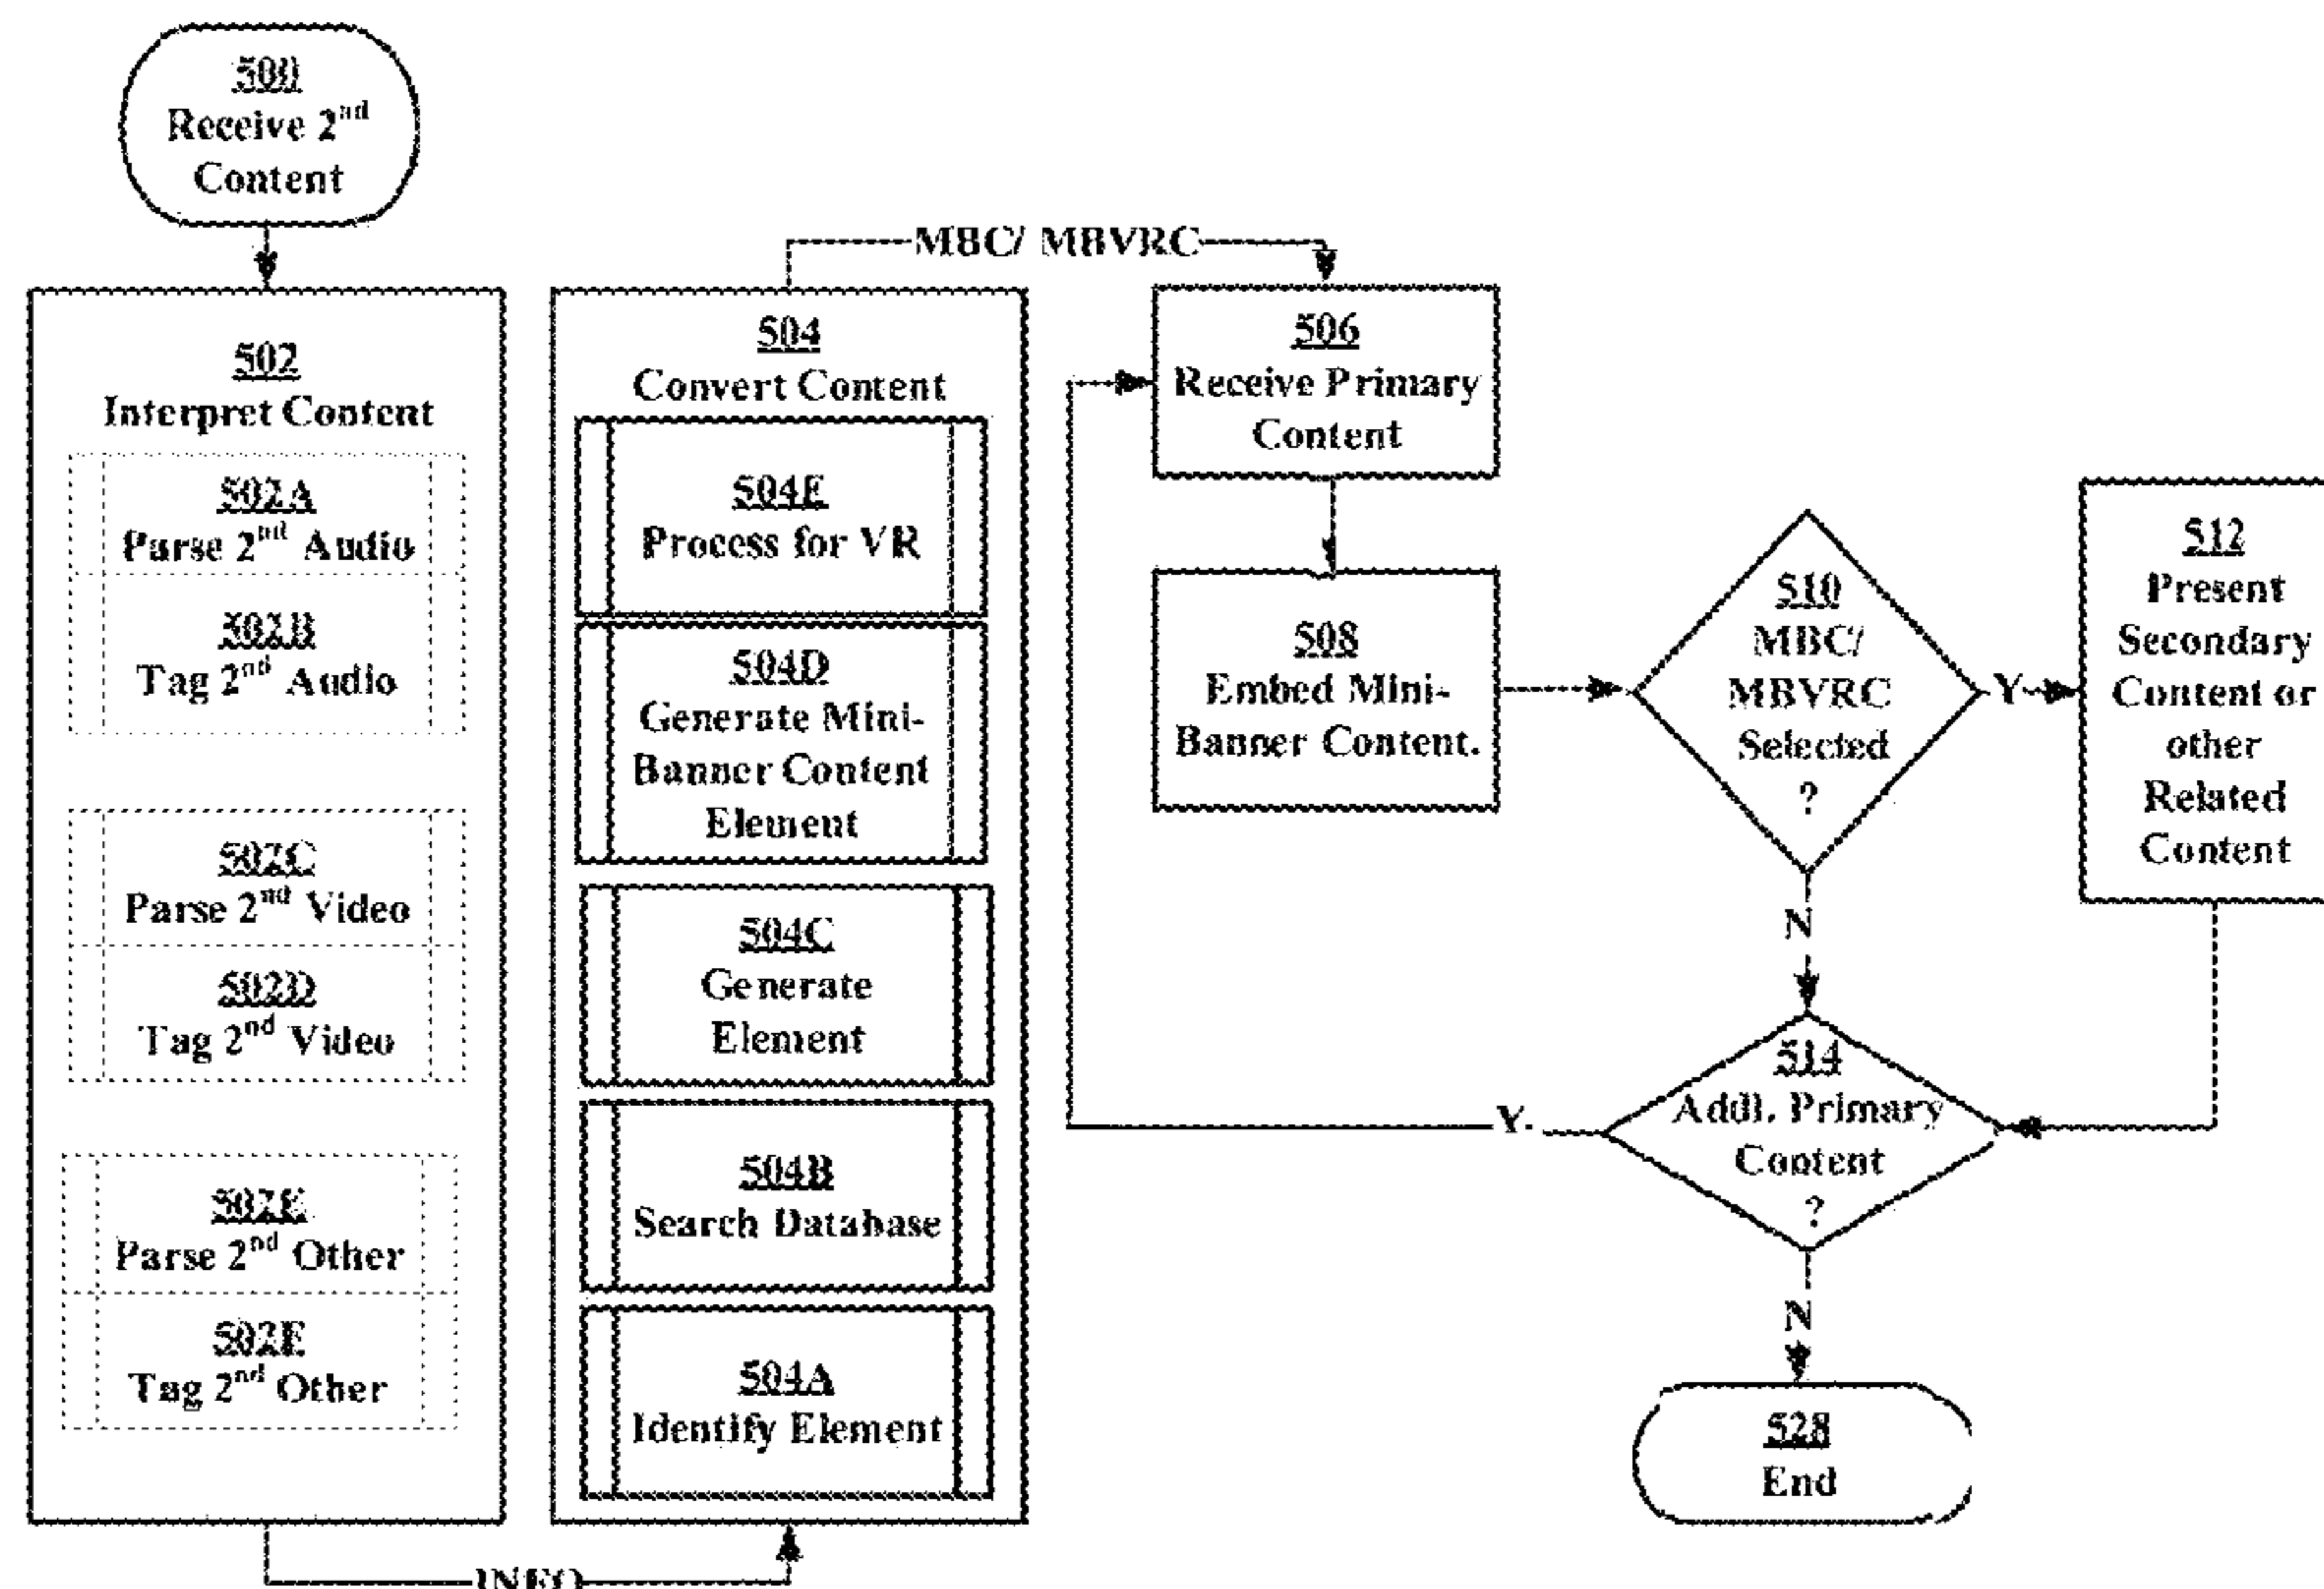 500
Receive 2nd
Content
502
Interpret Content
502A
Parse 2nd Audio
502B
Tag 2nd Audio
502C
Parse 2nd Video
502D
Tag 2nd Video
502E
Parse 2nd Other
502F
Tag 2nd Other
INFO
504
Convert Content
504E
Process for VR
504D
Generate Mini-
Banner Content
Element
504C
Generate
Element
504B
Search Database
504A
Identify Element
MBC/ MBVRC
506
Receive Primary
Content
508
Embed Mini-
Banner Content.
510
MBC/
MBVRC
Selected
?
Y
N
512
Present
Secondary
Content or
other
Related
Content
514
Addl. Primary
Content
?
Y.
N
528
End